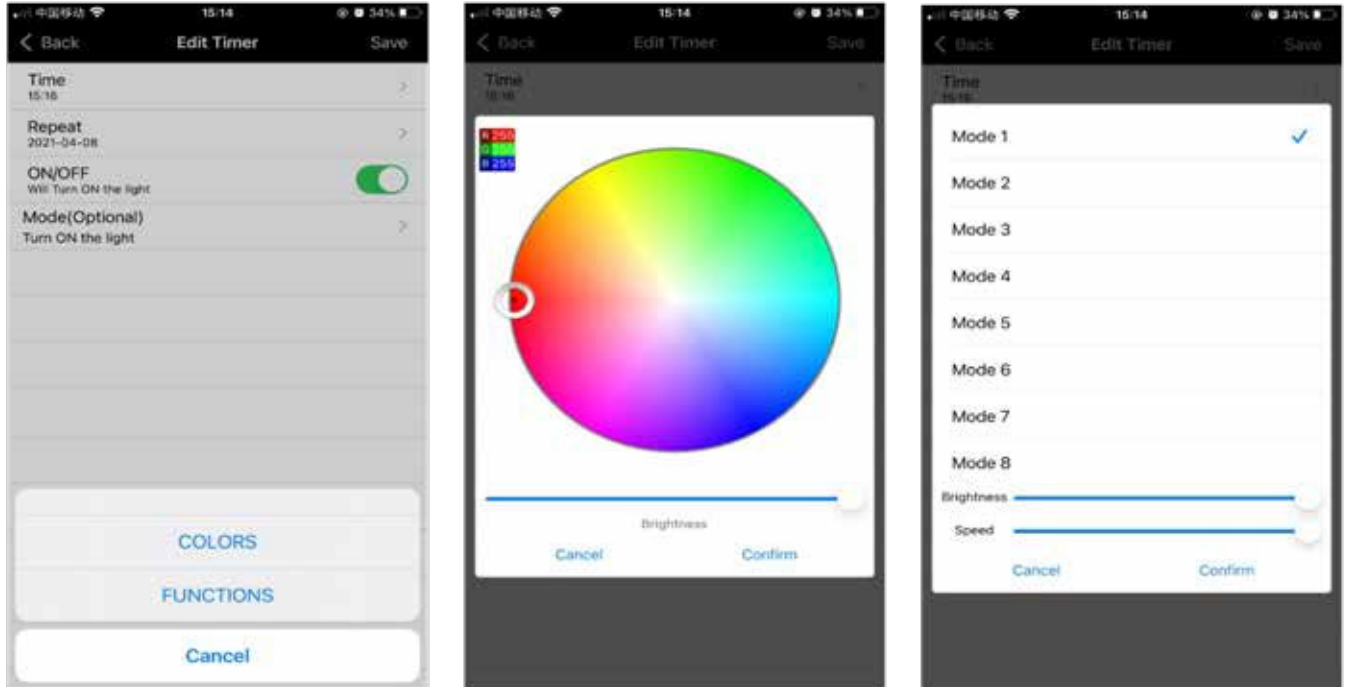 中国移动 15:14 34%
Back Edit Timer Save
Time
15:16
Repeat
2021-04-08
ON/OFF
Will Turn ON the light
Mode(Optional)
Turn ON the light
COLORS
FUNCTIONS
Cancel
中国移动 15:14 34%
Back Edit Timer Save
Time
15:16
R 255
G
B 255
Brightness
Cancel Confirm
中国移动 15:14 34%
Back Edit Timer Save
Time
15:16
Mode 1
Mode 2
Mode 3
Mode 4
Mode 5
Mode 6
Mode 7
Mode 8
Brightness
Speed
Cancel Confirm